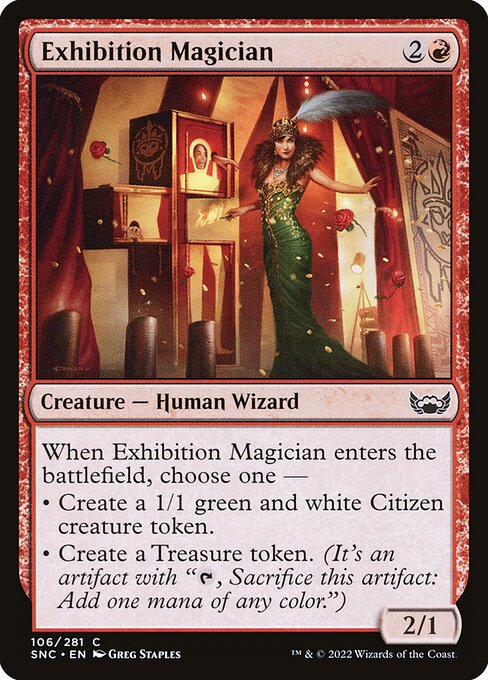 Exhibition Magician 2
Creature — Human Wizard
When Exhibition Magician enters the
battlefield, choose one —
• Create a 1/1 green and white Citizen
creature token.
• Create a Treasure token. (It's an
artifact with “, Sacrifice this artifact:
Add one mana of any color.”)
2/1
106/281 C
SNC • EN Greg Staples
™ & © 2022 Wizards of the Coast.